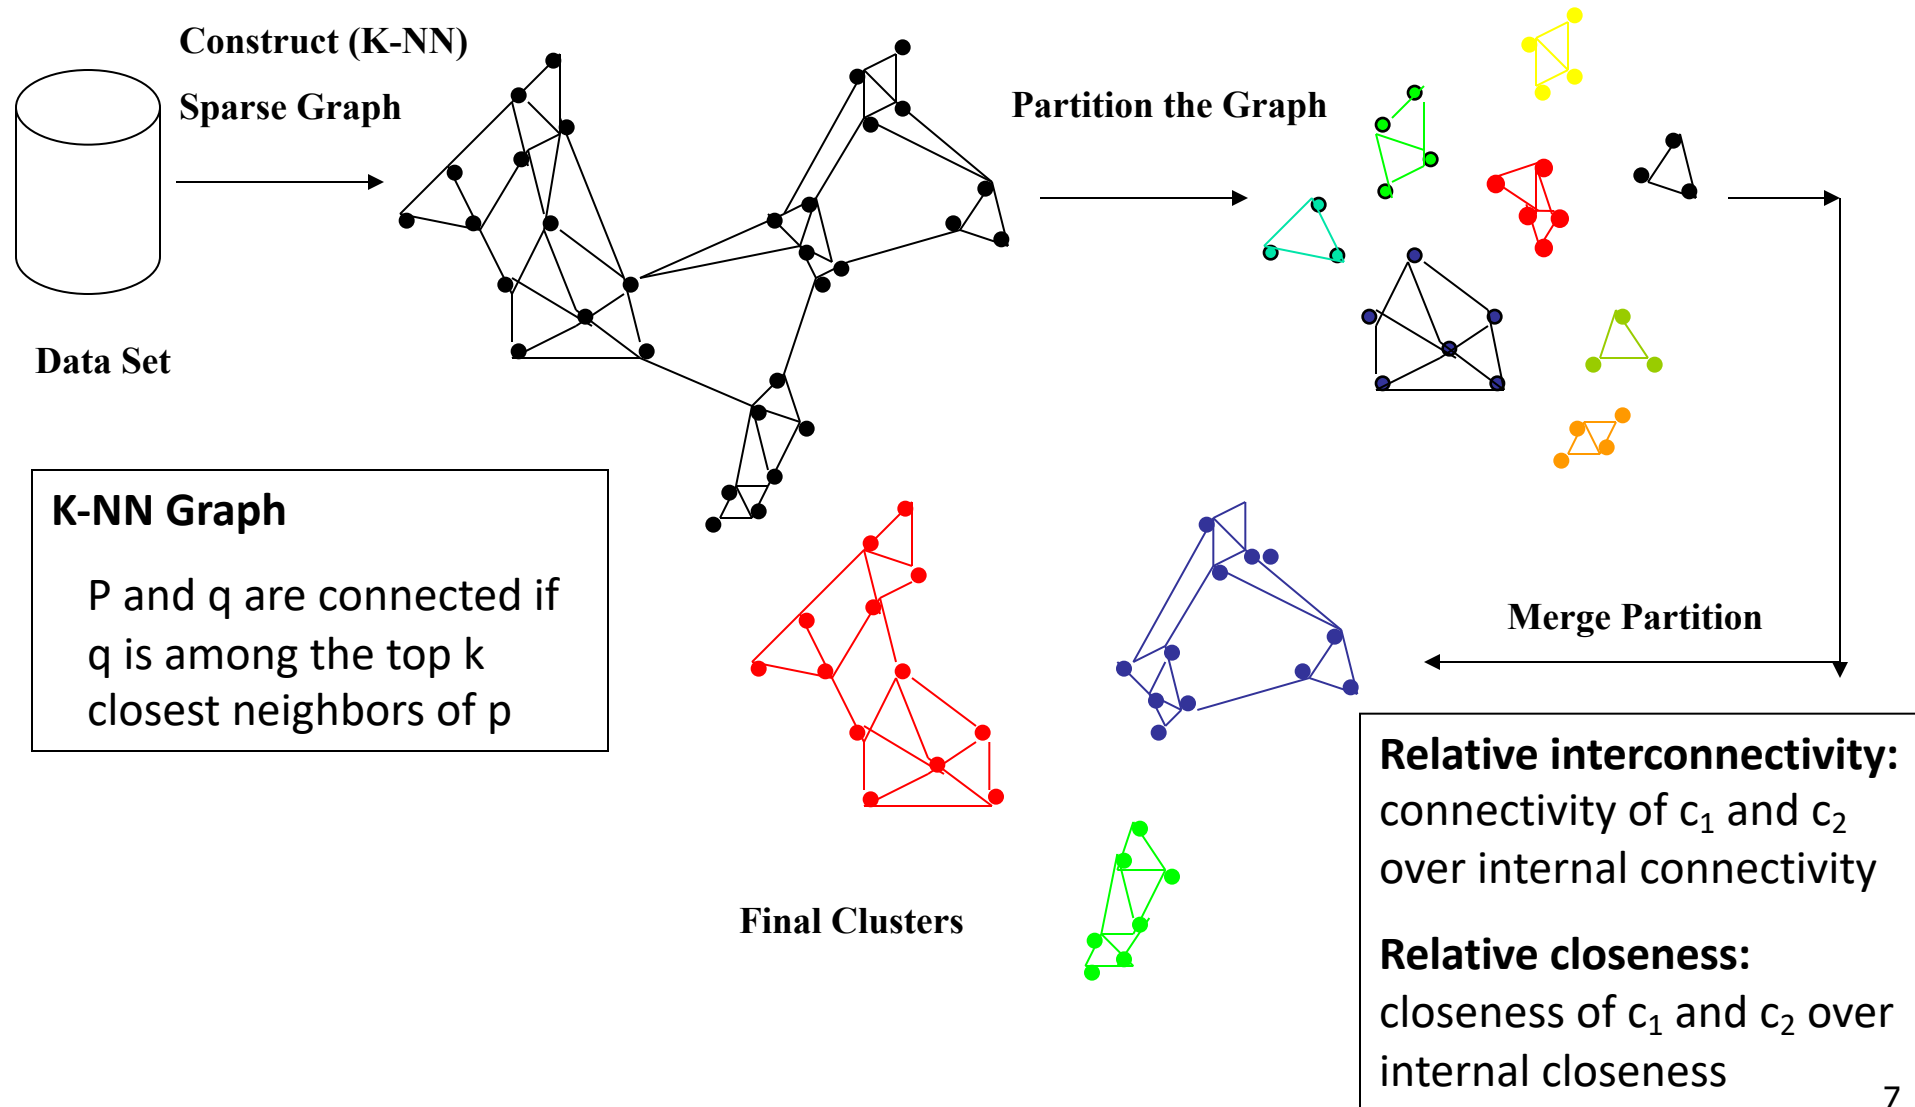 Construct (K-NN)
Sparse Graph
Partition the Graph
Data Set
K-NN Graph
P and q are connected if
q is among the top k
closest neighbors of p
Merge Partition
Final Clusters
Relative interconnectivity:
connectivity of c₁ and c₂
over internal connectivity
Relative closeness:
closeness of c₁ and c₂ over
internal closeness
7